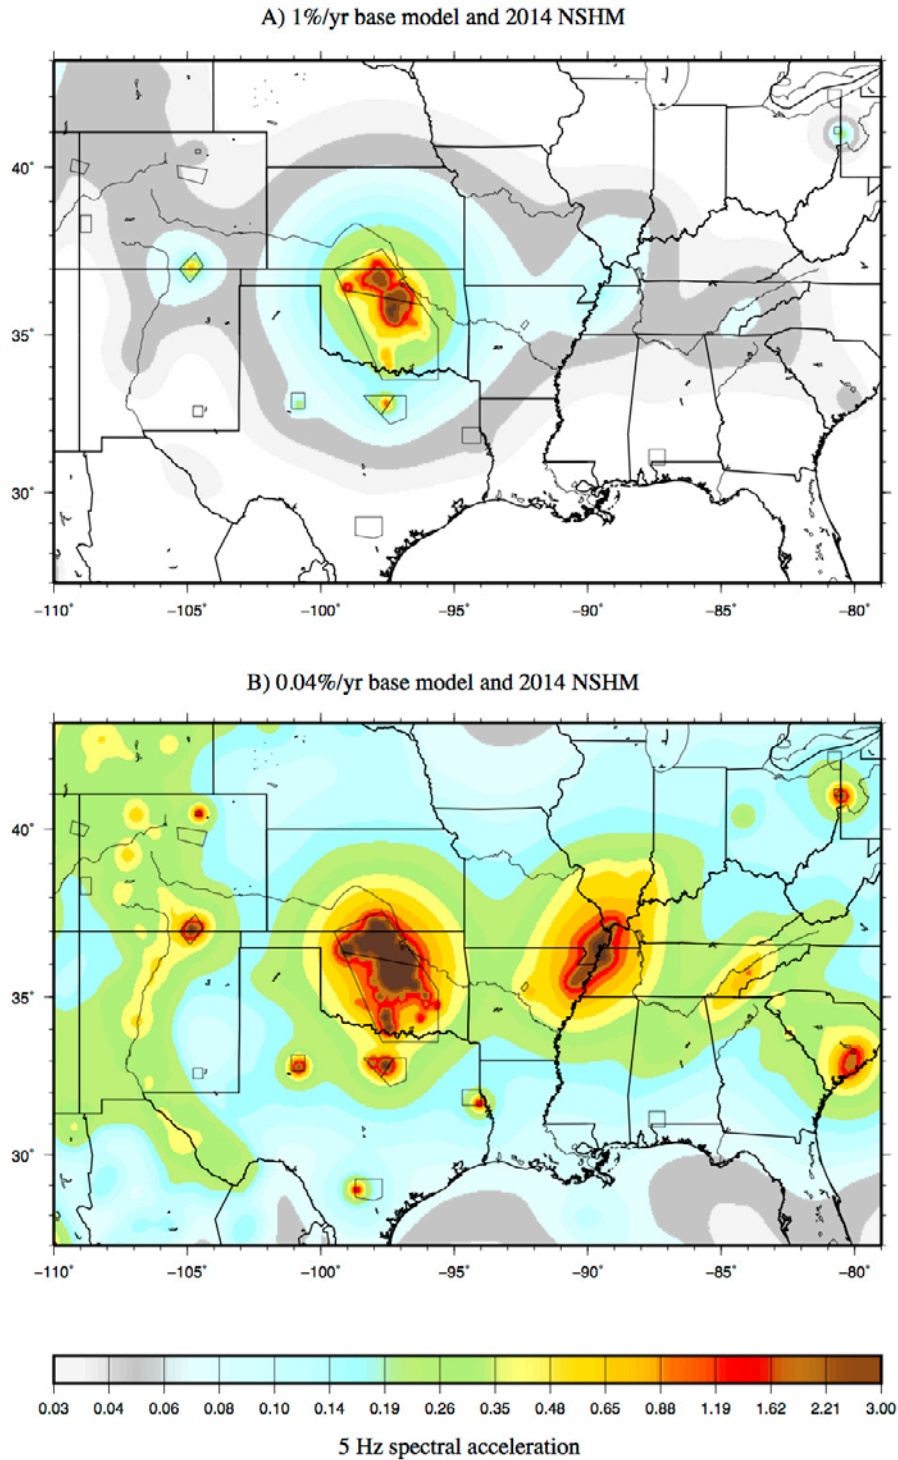 A) 1%/yr base model and 2014 NSHM
40°
35°
30°
−110° −105° −100° −95° −90° −85° −80°
B) 0.04%/yr base model and 2014 NSHM
40°
35°
30°
−110° −105° −100° −95° −90° −85° −80°
0.03 0.04 0.06 0.08 0.10 0.14 0.19 0.26 0.35 0.48 0.65 0.88 1.19 1.62 2.21 3.00
5 Hz spectral acceleration